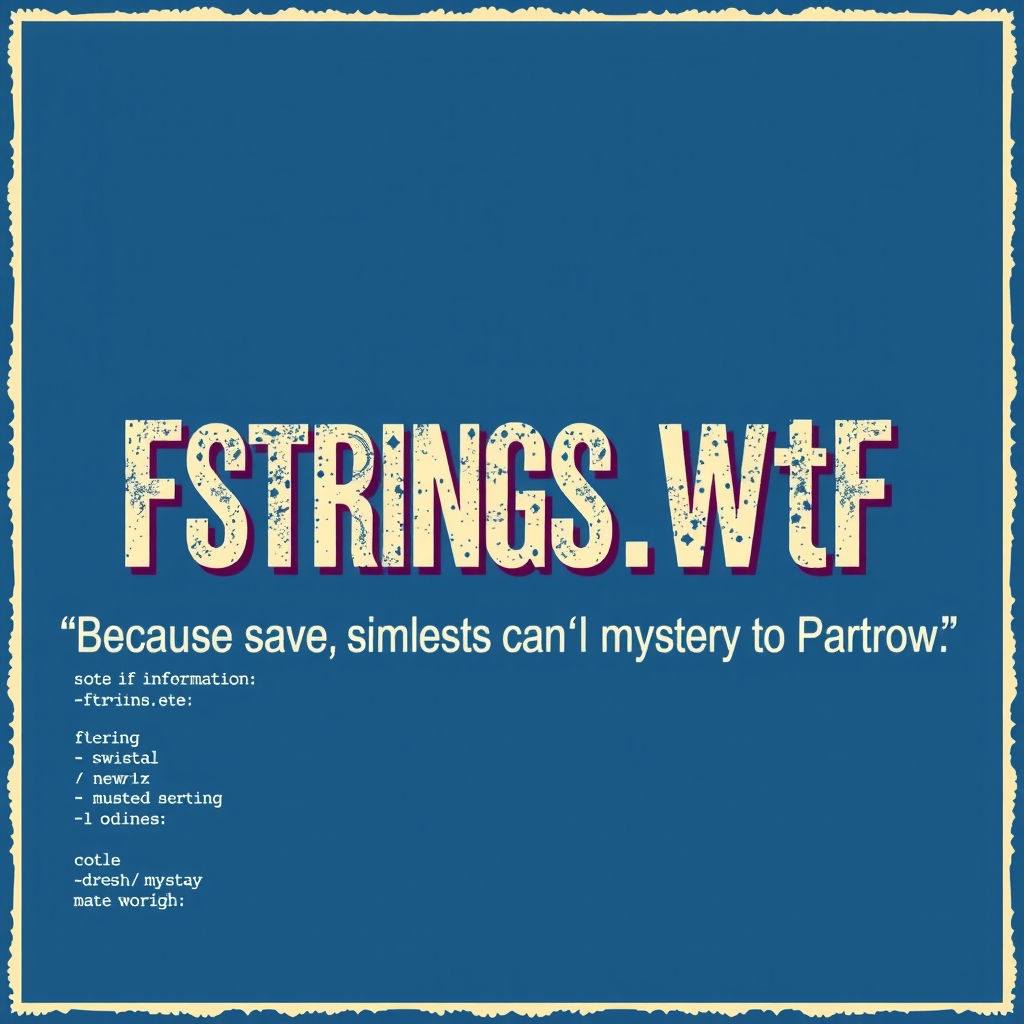 FSTRINGS.WtF
“Because save, simlests can‘l mystery to Partrow.”
sote if information:
-ftriins.ete:
flering
- swistal
/ newrlz
- musted serting
-l odines:
cotle
-dresh/ mystay
mate worigh: